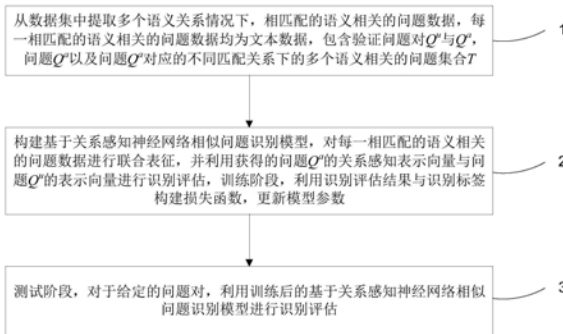 从数据集中提取多个语义关系情况下，相匹配的语义相关的问题数据，每
一相匹配的语义相关的问题数据均为文本数据，包含验证问题对Qᵘ与Qᵃ，
问题Qᵘ以及问题Qᵘ对应的不同匹配关系下的多个语义相关的问题集合T
1
构建基于关系感知神经网络相似问题识别模型，对每一相匹配的语义相关
的问题数据进行联合表征，并利用获得的问题Qᵘ的关系感知表示向量与问
题Qᵃ的表示向量进行识别评估，训练阶段，利用识别评估结果与识别标签
构建损失函数，更新模型参数
2
测试阶段，对于给定的问题对，利用训练后的基于关系感知神经网络相似
问题识别模型进行识别评估
3